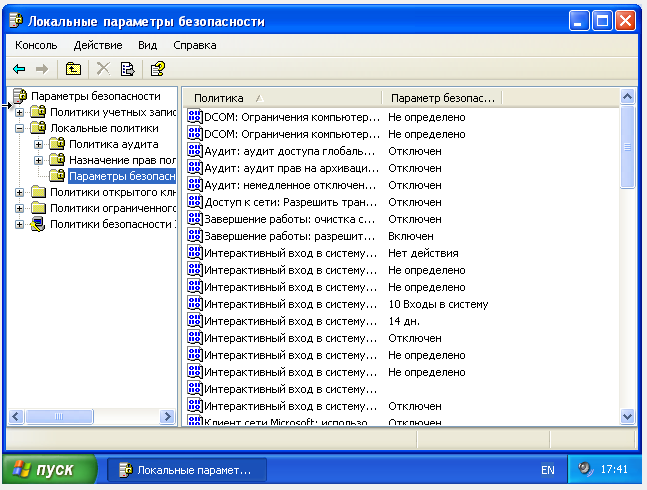 Локальные параметры безопасности
Консоль Действие Вид Справка
Параметры безопасности
Политики учетных запис
Локальные политики
Политика аудита
Назначение прав пол
Параметры безопасн
Политики открытого кл
Политики ограниченного
Политики безопасности
Политика Параметр безопас...
DCOM: Ограничения компьютер... Не определено
DCOM: Ограничения компьютер... Не определено
Аудит: аудит доступа глобаль... Отключен
Аудит: аудит прав на архиваци... Отключен
Аудит: немедленное отключен... Отключен
Доступ к сети: Разрешить тран... Отключен
Завершение работы: очистка с... Отключен
Завершение работы: разрешит... Включен
Интерактивный вход в систему... Нет действия
Интерактивный вход в систему... Не определено
Интерактивный вход в систему... Не определено
Интерактивный вход в систему... 10 Входы в систему
Интерактивный вход в систему... 14 дн.
Интерактивный вход в систему... Отключен
Интерактивный вход в систему... Не определено
Интерактивный вход в систему... Не определено
Интерактивный вход в систему...
Интерактивный вход в систему... Отключен
Клиент сети Microsoft: использо... Отключен
пуск Локальные парамет... EN 17:41